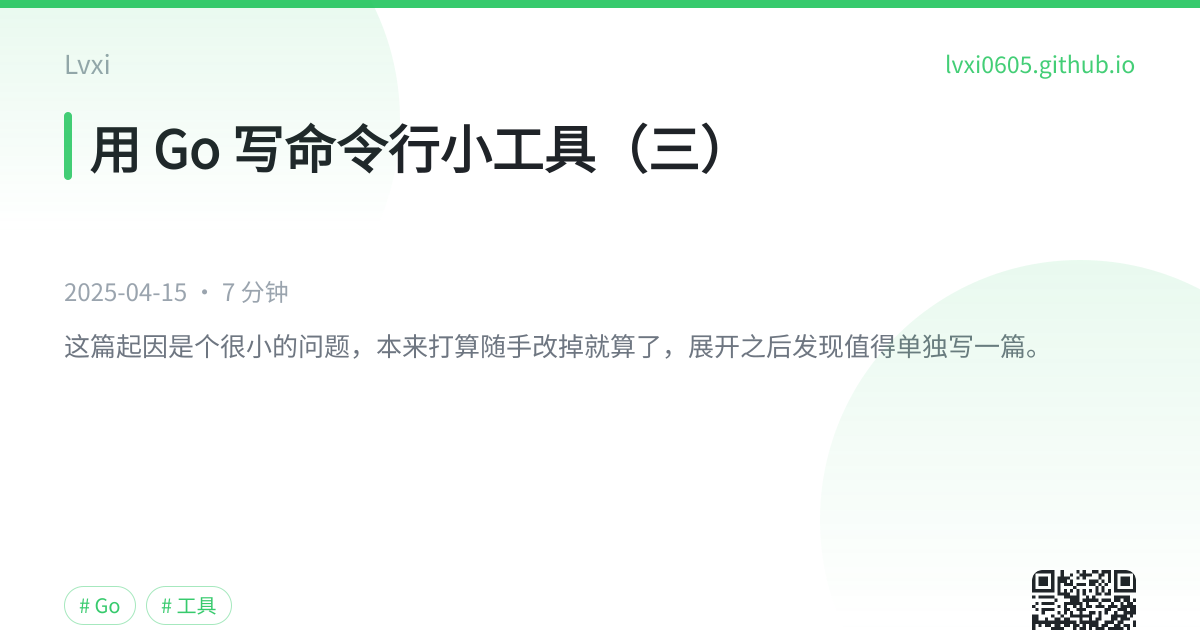 Lvxi
lvxi0605.github.io
用 Go 写命令行小工具（三）
2025-04-15 · 7 分钟
这篇起因是个很小的问题，本来打算随手改掉就算了，展开之后发现值得单独写一篇。
# Go
# 工具